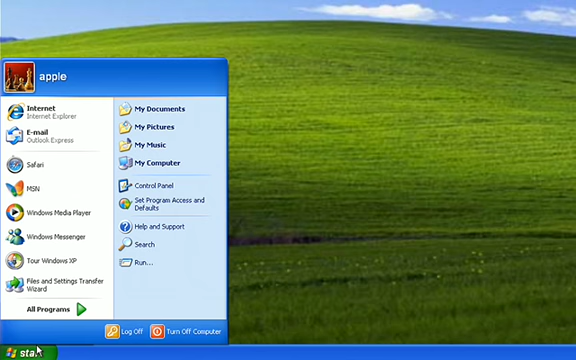 apple
Internet
Internet Explorer
E-mail
Outlook Express
Safari
MSN
Windows Media Player
Windows Messenger
Tour Windows XP
Files and Settings Transfer
Wizard
All Programs
My Documents
My Pictures
My Music
My Computer
Control Panel
Set Program Access and
Defaults
Help and Support
Search
Run...
Log Off
Turn Off Computer
start